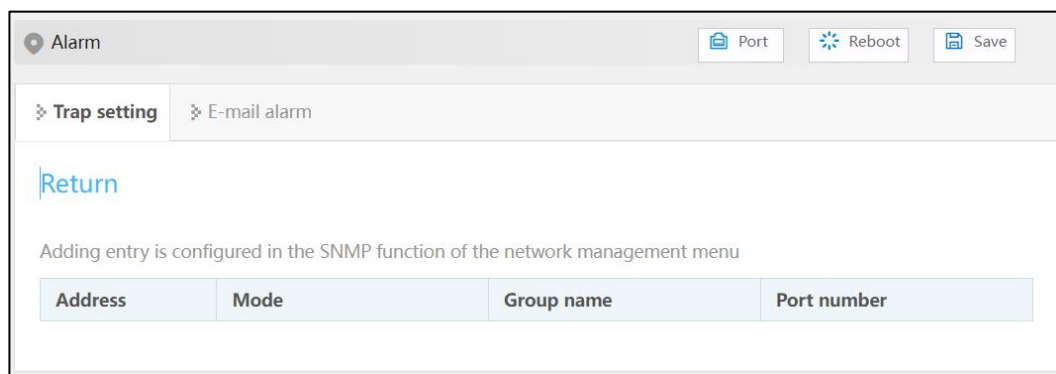 Alarm Port Reboot Save
Trap setting E-mail alarm
Return
Adding entry is configured in the SNMP function of the network management menu
Address Mode Group name Port number